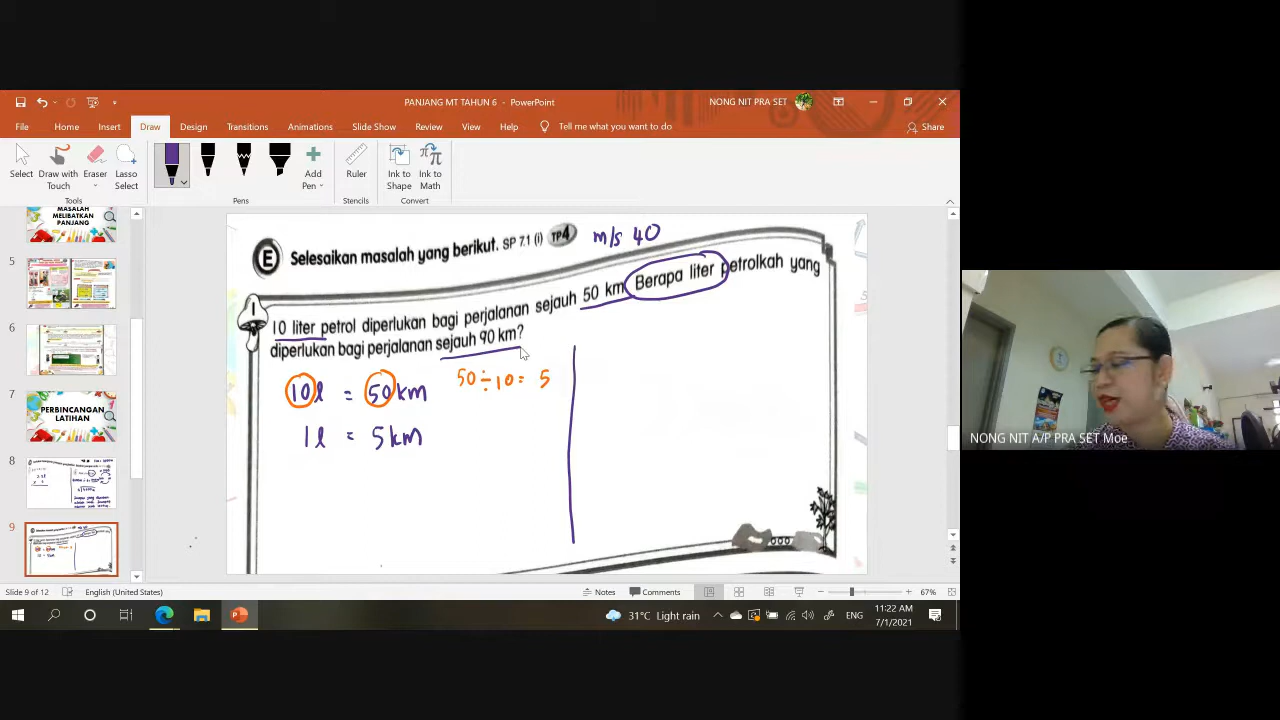 PANJANG MT TAHUN 6 - PowerPoint
NONG NIT PRA SET
File Home Insert Draw Design Transitions Animations Slide Show Review View Help Tell me what you want to do Share
Select Draw with Touch Eraser Lasso Select Add Pen Ruler Ink to Shape Ink to Math
Tools Pens Stencils Convert
MASALAH
MELIBATKAN
PANJANG
5
6
7
PERBINCANGAN
LATIHAN
8
9
E Selesaikan masalah yang berikut. SP 7.1 (i) TP4 m/s 40
1
10 liter petrol diperlukan bagi perjalanan sejauh 50 km. Berapa liter petrolkah yang
diperlukan bagi perjalanan sejauh 90 km?
10l = 50km 50 ÷ 10 = 5
1l = 5km
NONG NIT A/P PRA SET Moe
Slide 9 of 12 English (United States) Notes Comments 67%
31°C Light rain ENG 11:22 AM
7/1/2021